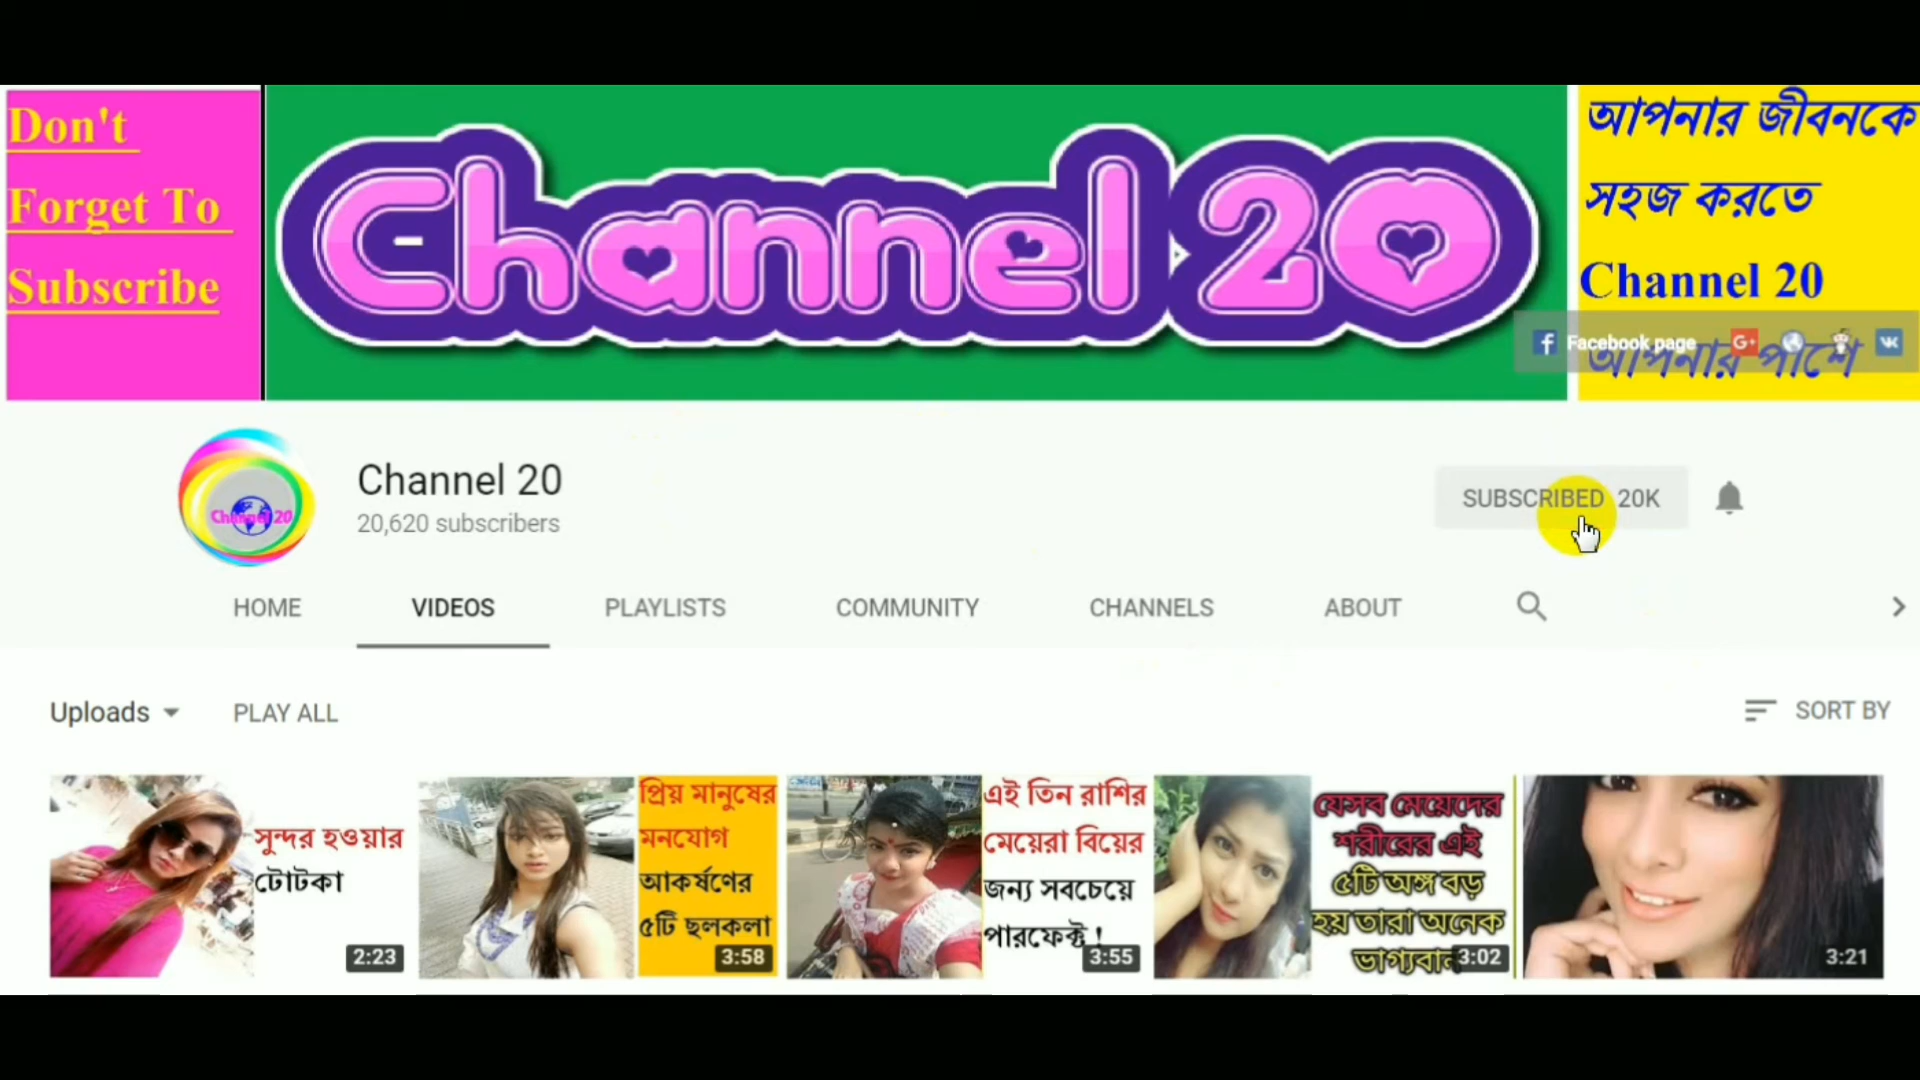 Don't
Forget To
Subscribe
Channel 20
আপনার জীবনকে
সহজ করতে
Channel 20
আপনার পাশে
Facebook page
G+
Channel 20
Channel 20
20,620 subscribers
SUBSCRIBED 20K
HOME VIDEOS PLAYLISTS COMMUNITY CHANNELS ABOUT
Uploads PLAY ALL SORT BY
সুন্দর হওয়ার
টোটকা
2:23
প্রিয় মানুষের
মনযোগ
আকর্ষণের
৫টি ছলকলা
3:58
এই তিন রাশির
মেয়েরা বিয়ের
জন্য সবচেয়ে
পারফেক্ট !
3:55
যেসব মেয়েদের
শরীরের এই
৫টি অঙ্গ বড়
হয় তারা অনেক
ভাগ্যবান
3:02
3:21